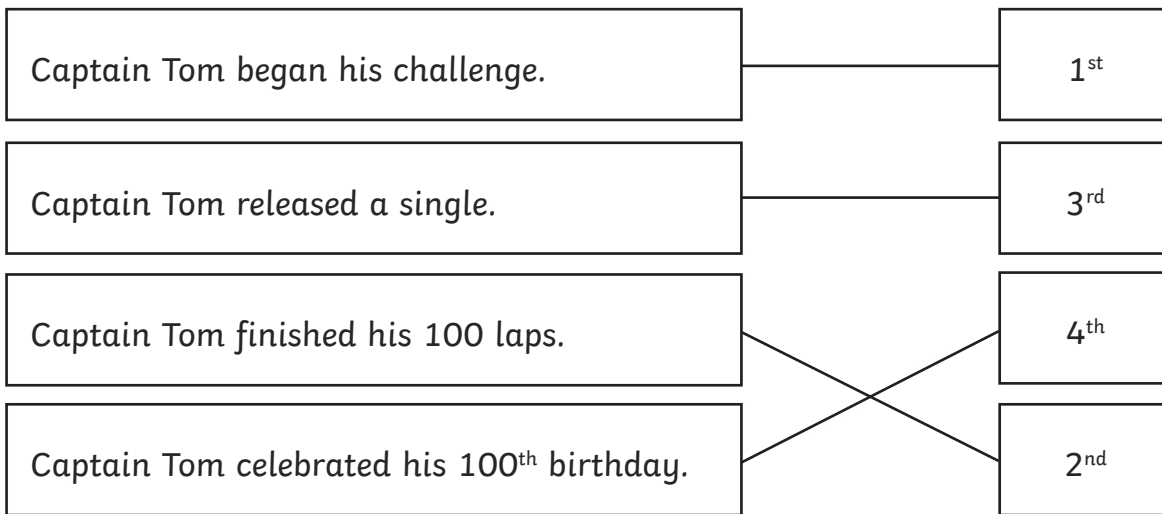 Captain Tom began his challenge. 1st
Captain Tom released a single. 3rd
Captain Tom finished his 100 laps. 4th
Captain Tom celebrated his 100th birthday. 2nd